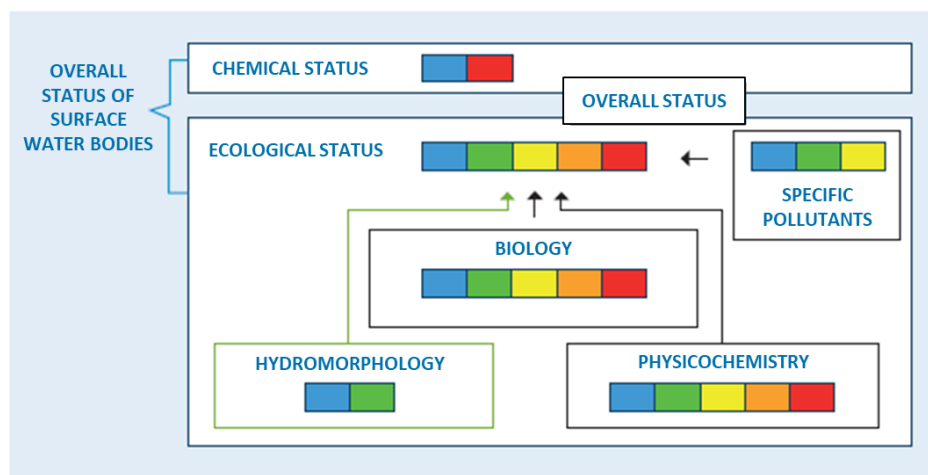 OVERALL
STATUS OF
SURFACE
WATER BODIES
CHEMICAL STATUS
OVERALL STATUS
ECOLOGICAL STATUS
SPECIFIC
POLLUTANTS
BIOLOGY
HYDROMORPHOLOGY
PHYSICOCHEMISTRY